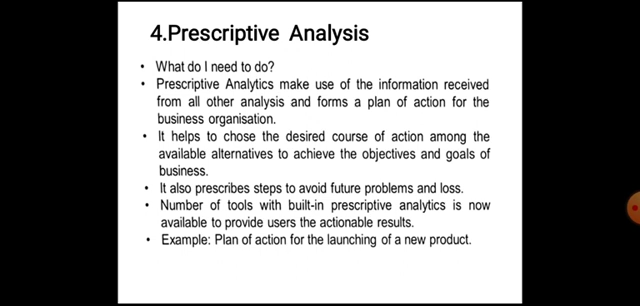 4.Prescriptive Analysis
• What do I need to do?
• Prescriptive Analytics make use of the information received
from all other analysis and forms a plan of action for the
business organisation.
• It helps to chose the desired course of action among the
available alternatives to achieve the objectives and goals of
business.
• It also prescribes steps to avoid future problems and loss.
• Number of tools with built-in prescriptive analytics is now
available to provide users the actionable results.
• Example: Plan of action for the launching of a new product.